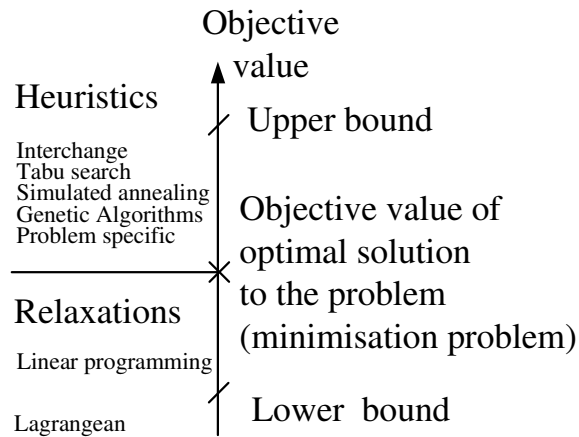 Objective
value
Heuristics
Upper bound
Interchange
Tabu search
Simulated annealing
Genetic Algorithms
Problem specific
Objective value of
optimal solution
to the problem
(minimisation problem)
Relaxations
Linear programming
Lower bound
Lagrangean